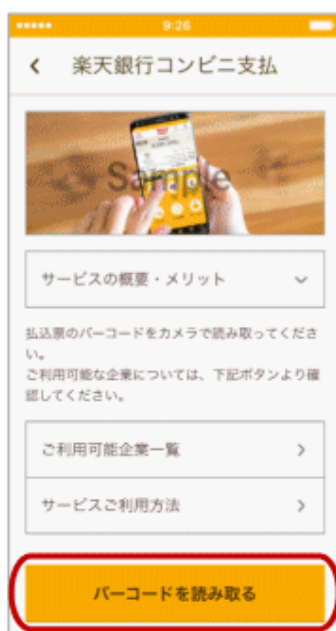 9:26
楽天銀行コンビニ支払
Sample
サービスの概要・メリット
払込票のバーコードをカメラで読み取ってくださ
い。
ご利用可能な企業については、下記ボタンより確
認してください。
ご利用可能企業一覧
サービスご利用方法
バーコードを読み取る